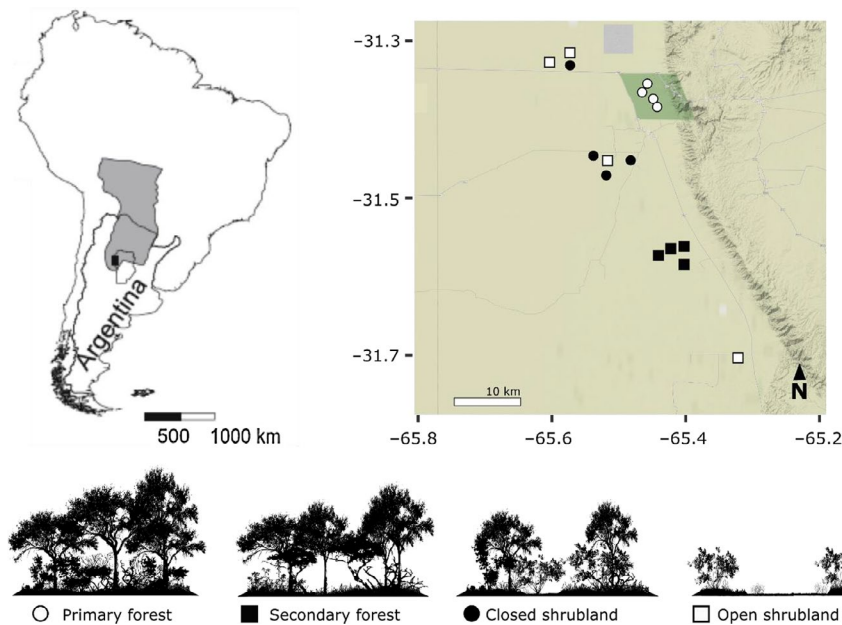 Argentina
500 1000 km
−31.3
−31.5
−31.7
10 km
N
−65.8 −65.6 −65.4 −65.2
Primary forest Secondary forest Closed shrubland Open shrubland